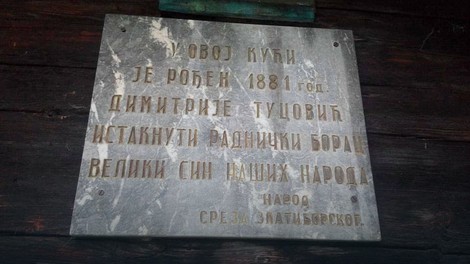 У ОВОЈ КУЋИ
ЈЕ РОЂЕН 1881 ГОД.
ДИМИТРИЈЕ ТУЦОВИЋ
ИСТАКНУТИ РАДНИЧКИ БОРАЦ
ВЕЛИКИ СИН НАШИХ НАРОДА
НАРОД
СРЕЗА ЗЛАТИБОРСКОГ